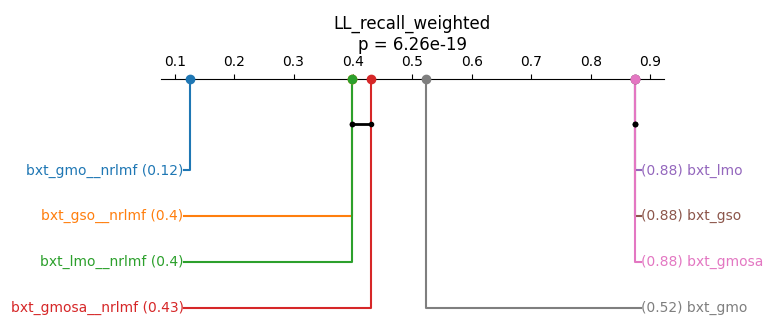 LL_recall_weighted
p = 6.26e-19
0.1 0.2 0.3 0.4 0.5 0.6 0.7 0.8 0.9
bxt_gmo__nrlmf (0.12) (0.88) bxt_lmo
bxt_gso__nrlmf (0.4) (0.88) bxt_gso
bxt_lmo__nrlmf (0.4) (0.88) bxt_gmosa
bxt_gmosa__nrlmf (0.43) (0.52) bxt_gmo